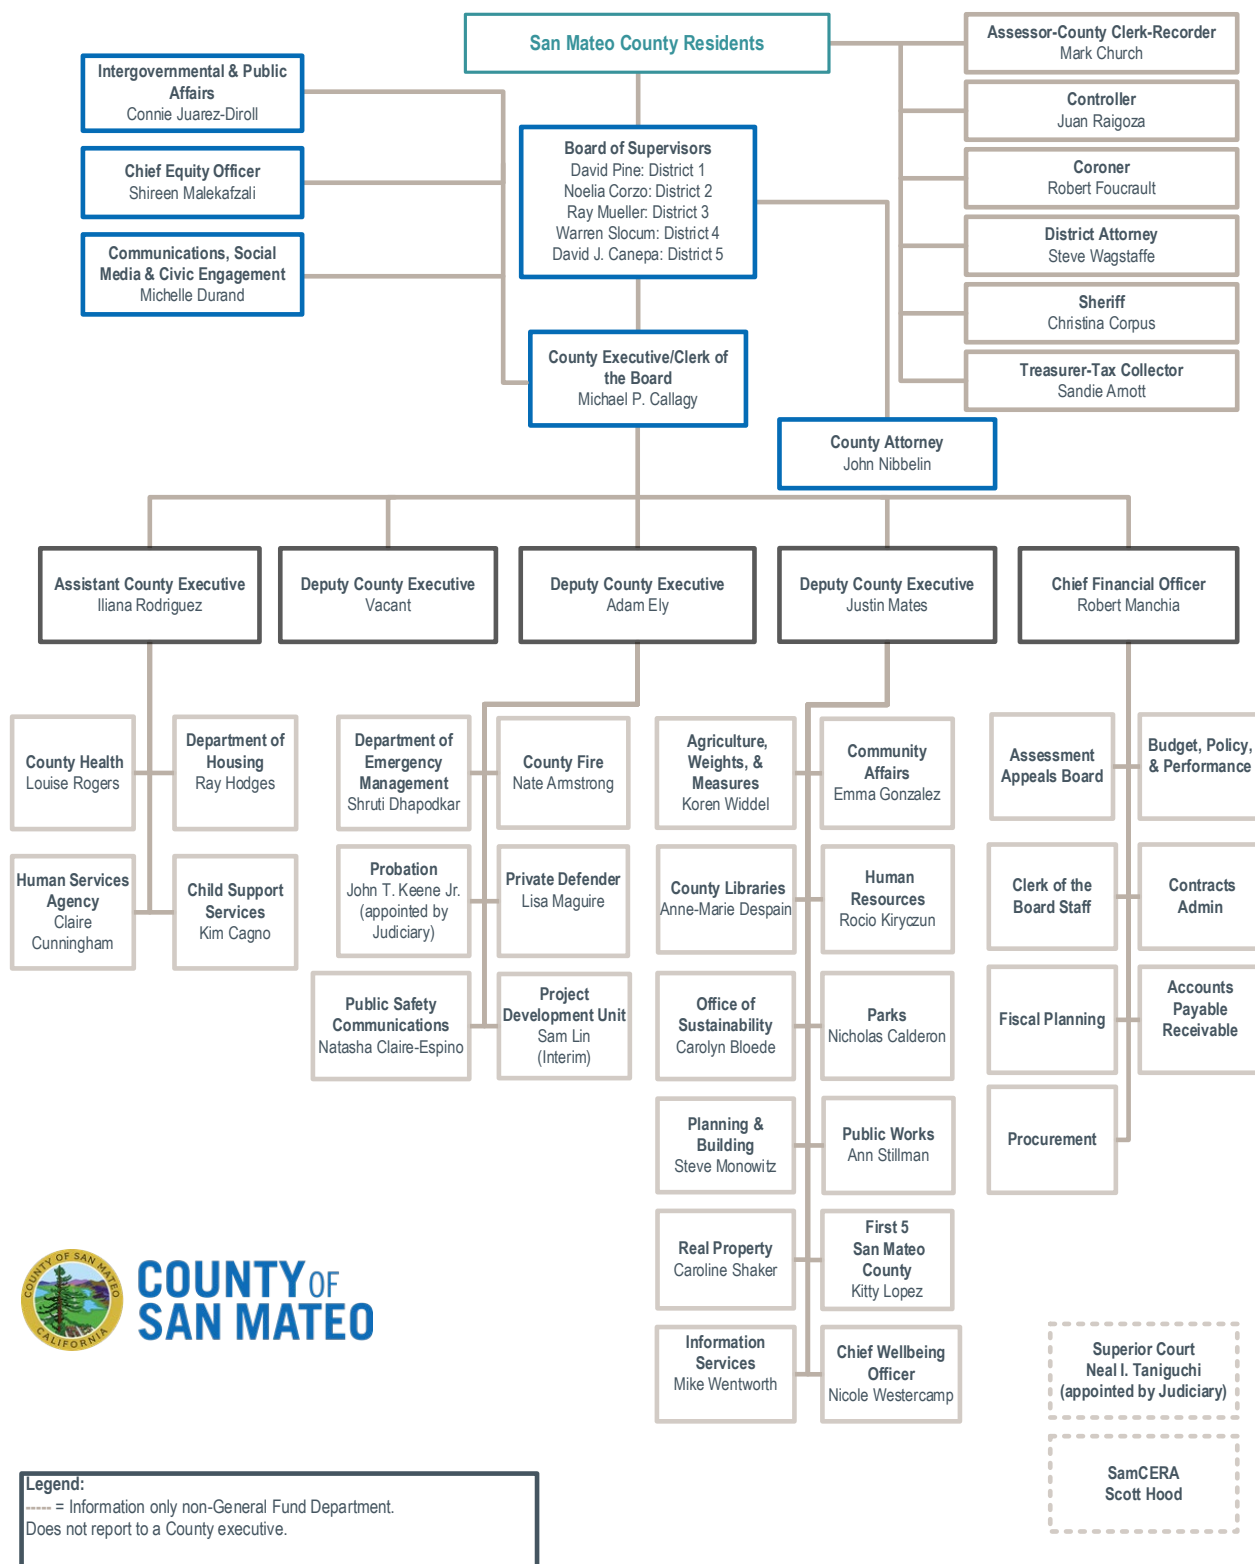 San Mateo County Residents
Assessor-County Clerk-Recorder
Mark Church
Intergovernmental & Public
Affairs
Connie Juarez-Diroll
Controller
Juan Raigoza
Board of Supervisors
David Pine: District 1
Noelia Corzo: District 2
Ray Mueller: District 3
Warren Slocum: District 4
David J. Canepa: District 5
Chief Equity Officer
Shireen Malekafzali
Coroner
Robert Foucrault
Communications, Social
Media & Civic Engagement
Michelle Durand
District Attorney
Steve Wagstaffe
Sheriff
Christina Corpus
County Executive/Clerk of
the Board
Michael P. Callagy
Treasurer-Tax Collector
Sandie Arnott
County Attorney
John Nibbelin
Assistant County Executive
Iliana Rodriguez
Deputy County Executive
Vacant
Deputy County Executive
Adam Ely
Deputy County Executive
Justin Mates
Chief Financial Officer
Robert Manchia
County Health
Louise Rogers
Department of
Housing
Ray Hodges
Human Services
Agency
Claire
Cunningham
Child Support
Services
Kim Cagno
Department of
Emergency
Management
Shruti Dhapodkar
County Fire
Nate Armstrong
Probation
John T. Keene Jr.
(appointed by
Judiciary)
Private Defender
Lisa Maguire
Public Safety
Communications
Natasha Claire-Espino
Project
Development Unit
Sam Lin
(Interim)
Agriculture,
Weights, &
Measures
Koren Widdel
Community
Affairs
Emma Gonzalez
County Libraries
Anne-Marie Despain
Human
Resources
Rocio Kiryczun
Office of
Sustainability
Carolyn Bloede
Parks
Nicholas Calderon
Planning &
Building
Steve Monowitz
Public Works
Ann Stillman
Real Property
Caroline Shaker
First 5
San Mateo
County
Kitty Lopez
Information
Services
Mike Wentworth
Chief Wellbeing
Officer
Nicole Westercamp
Assessment
Appeals Board
Budget, Policy,
& Performance
Clerk of the
Board Staff
Contracts
Admin
Fiscal Planning
Accounts
Payable
Receivable
Procurement
COUNTY OF SAN MATEO
CALIFORNIA
COUNTY OF
SAN MATEO
Superior Court
Neal I. Taniguchi
(appointed by Judiciary)
SamCERA
Scott Hood
Legend:
----- = Information only non-General Fund Department.
Does not report to a County executive.